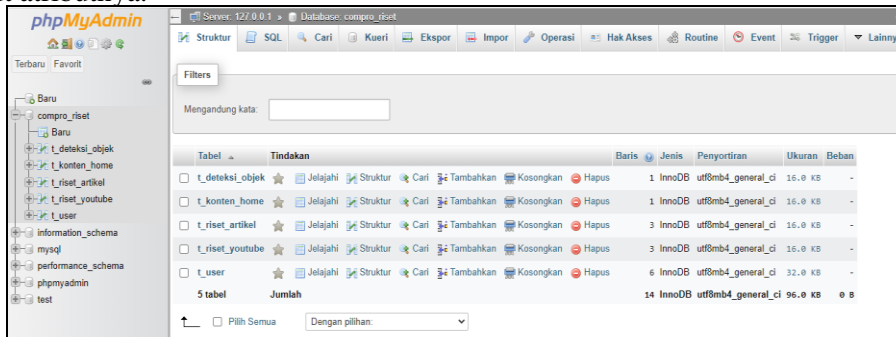 phpMyAdmin
Terbaru Favorit
Baru
compro_riset
Baru
t_deteksi_objek
t_konten_home
t_riset_artikel
t_riset_youtube
t_user
information_schema
mysql
performance_schema
phpmyadmin
test
Server: 127.0.0.1 » Database: compro_riset
Struktur SQL Cari Kueri Ekspor Impor Operasi Hak Akses Routine Event Trigger Lainny
Filters
Mengandung kata:
Tabel Tindakan Baris Jenis Penyortiran Ukuran Beban
t_deteksi_objek Jelajahi Struktur Cari Tambahkan Kosongkan Hapus 1 InnoDB utf8mb4_general_ci 16.0 KB -
t_konten_home Jelajahi Struktur Cari Tambahkan Kosongkan Hapus 1 InnoDB utf8mb4_general_ci 16.0 KB -
t_riset_artikel Jelajahi Struktur Cari Tambahkan Kosongkan Hapus 3 InnoDB utf8mb4_general_ci 16.0 KB -
t_riset_youtube Jelajahi Struktur Cari Tambahkan Kosongkan Hapus 3 InnoDB utf8mb4_general_ci 16.0 KB -
t_user Jelajahi Struktur Cari Tambahkan Kosongkan Hapus 6 InnoDB utf8mb4_general_ci 32.0 KB -
5 tabel Jumlah 14 InnoDB utf8mb4_general_ci 96.0 KB 0 B
Pilih Semua Dengan pilihan: